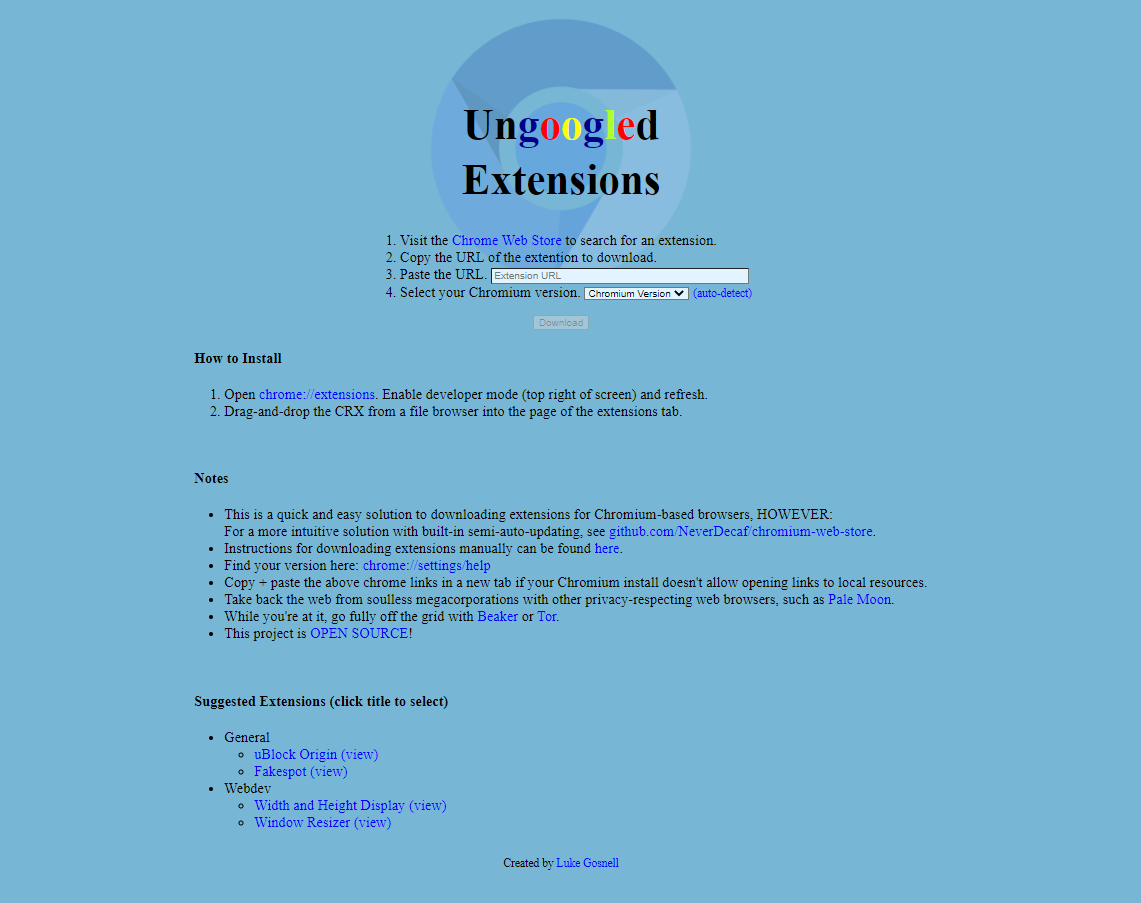 Ungoogled
Extensions
1. Visit the Chrome Web Store to search for an extension.
2. Copy the URL of the extention to download.
3. Paste the URL. Extension URL
4. Select your Chromium version. Chromium Version (auto-detect)
Download
How to Install
1. Open chrome://extensions. Enable developer mode (top right of screen) and refresh.
2. Drag-and-drop the CRX from a file browser into the page of the extensions tab.
Notes
• This is a quick and easy solution to downloading extensions for Chromium-based browsers, HOWEVER:
For a more intuitive solution with built-in semi-auto-updating, see github.com/NeverDecaf/chromium-web-store.
• Instructions for downloading extensions manually can be found here.
• Find your version here: chrome://settings/help
• Copy + paste the above chrome links in a new tab if your Chromium install doesn't allow opening links to local resources.
• Take back the web from soulless megacorporations with other privacy-respecting web browsers, such as Pale Moon.
• While you're at it, go fully off the grid with Beaker or Tor.
• This project is OPEN SOURCE!
Suggested Extensions (click title to select)
• General
◦ uBlock Origin (view)
◦ Fakespot (view)
• Webdev
◦ Width and Height Display (view)
◦ Window Resizer (view)
Created by Luke Gosnell